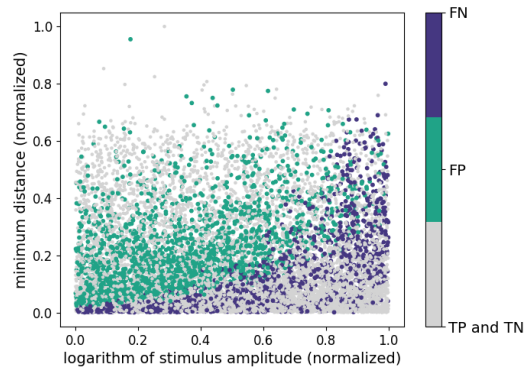 1.0
0.8
0.6
0.4
0.2
0.0
minimum distance (normalized)
0.0 0.2 0.4 0.6 0.8 1.0
logarithm of stimulus amplitude (normalized)
FN
FP
TP and TN